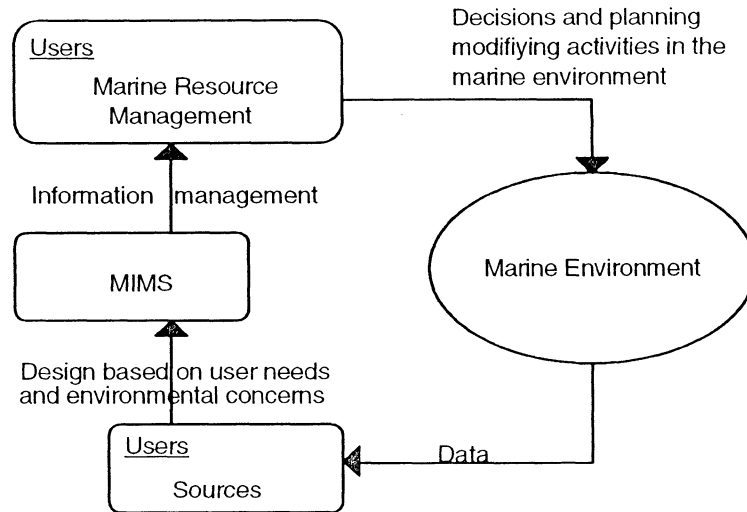 Users
Marine Resource
Management
Decisions and planning
modifiying activities in the
marine environment
Information management
MIMS
Marine Environment
Design based on user needs
and environmental concerns
Users
Sources
Data